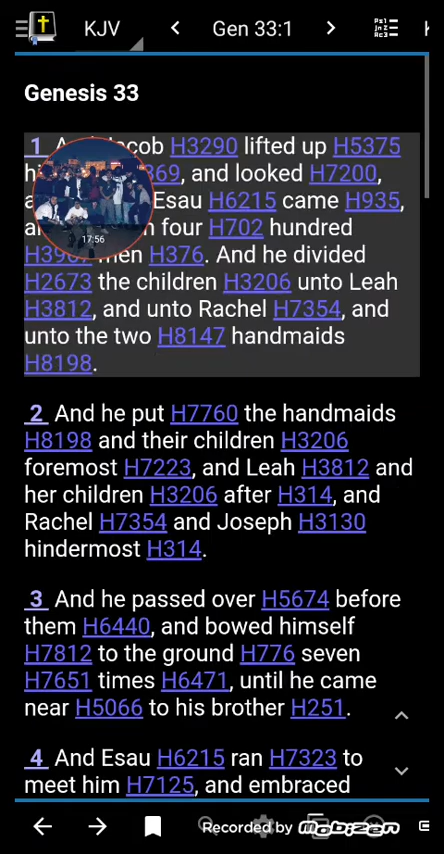 KJV
Gen 33:1
Genesis 33
1 Jacob H3290 lifted up H5375
369, and looked H7200,
Esau H6215 came H935,
four H702 hundred
men H376. And he divided
H2673 the children H3206 unto Leah
H3812, and unto Rachel H7354, and
unto the two H8147 handmaids
H8198.
17:56
2 And he put H7760 the handmaids
H8198 and their children H3206
foremost H7223, and Leah H3812 and
her children H3206 after H314, and
Rachel H7354 and Joseph H3130
hindermost H314.
3 And he passed over H5674 before
them H6440, and bowed himself
H7812 to the ground H776 seven
H7651 times H6471, until he came
near H5066 to his brother H251.
4 And Esau H6215 ran H7323 to
meet him H7125, and embraced
Recorded by mobizen